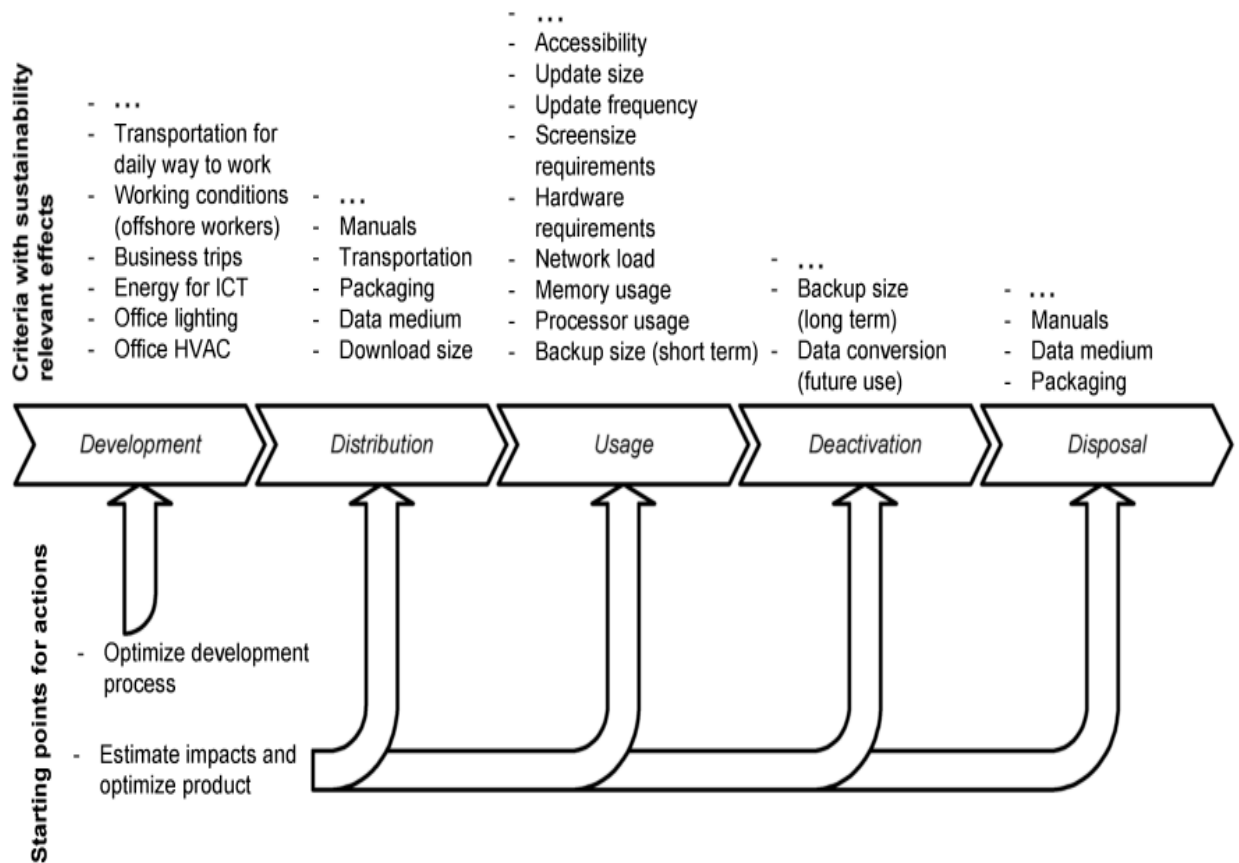 Criteria with sustainability
relevant effects
- ...
- Transportation for
daily way to work
- Working conditions
(offshore workers)
- Business trips
- Energy for ICT
- Office lighting
- Office HVAC
- ...
- Manuals
- Transportation
- Packaging
- Data medium
- Download size
- ...
- Accessibility
- Update size
- Update frequency
- Screensize
requirements
- Hardware
requirements
- Network load
- Memory usage
- Processor usage
- Backup size (short term)
- ...
- Backup size
(long term)
- Data conversion
(future use)
- ...
- Manuals
- Data medium
- Packaging
Development
Distribution
Usage
Deactivation
Disposal
Starting points for actions
- Optimize development
process
- Estimate impacts and
optimize product